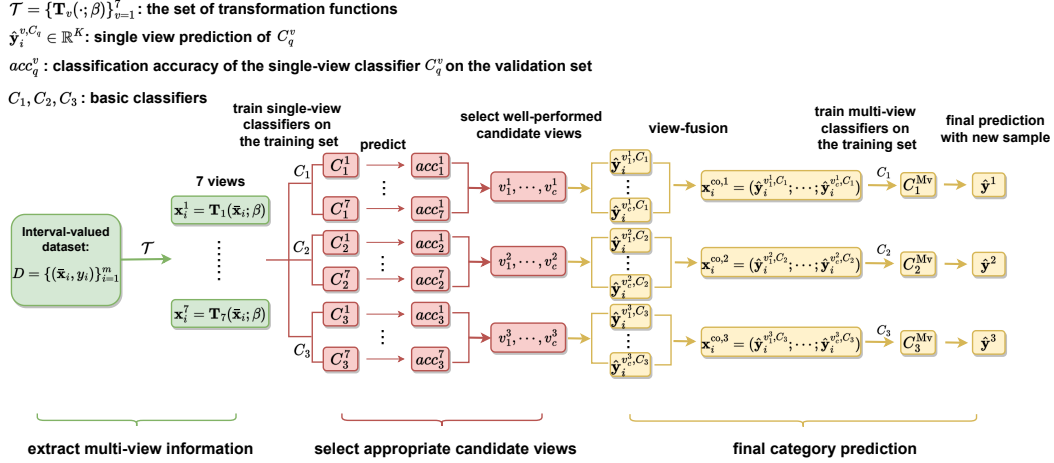 𝒯 = {𝐓ᵥ(·; β)}⁷ᵥ₌₁ : the set of transformation functions
ŷ_i^{v,C_q} ∈ ℝ^K : single view prediction of C_q^v
acc_q^v : classification accuracy of the single-view classifier C_q^v on the validation set
C_1, C_2, C_3 : basic classifiers
train single-view
classifiers on
the training set
predict
select well-performed
candidate views
view-fusion
train multi-view
classifiers on
the training set
final prediction
with new sample
7 views
Interval-valued
dataset:
D = {(x̄_i, y_i)}_{i=1}^m
𝒯
x_i^1 = T_1(x̄_i; β)
x_i^7 = T_7(x̄_i; β)
C_1
C_1^1
acc_1^1
C_1^7
acc_7^1
v_1^1, ⋯, v_c^1
ŷ_i^{v_1^1,C_1}
ŷ_i^{v_c^1,C_1}
x_i^{co,1} = (ŷ_i^{v_1^1,C_1}; ⋯; ŷ_i^{v_c^1,C_1})
C_1
C_1^{Mv}
ŷ^1
C_2
C_2^1
acc_2^1
C_2^7
acc_2^7
v_1^2, ⋯, v_c^2
ŷ_i^{v_1^2,C_2}
ŷ_i^{v_c^2,C_2}
x_i^{co,2} = (ŷ_i^{v_1^2,C_2}; ⋯; ŷ_i^{v_c^2,C_2})
C_2
C_2^{Mv}
ŷ^2
C_3
C_3^1
acc_3^1
C_3^7
acc_3^7
v_1^3, ⋯, v_c^3
ŷ_i^{v_1^3,C_3}
ŷ_i^{v_c^3,C_3}
x_i^{co,3} = (ŷ_i^{v_1^3,C_3}; ⋯; ŷ_i^{v_c^3,C_3})
C_3
C_3^{Mv}
ŷ^3
extract multi-view information
select appropriate candidate views
final category prediction